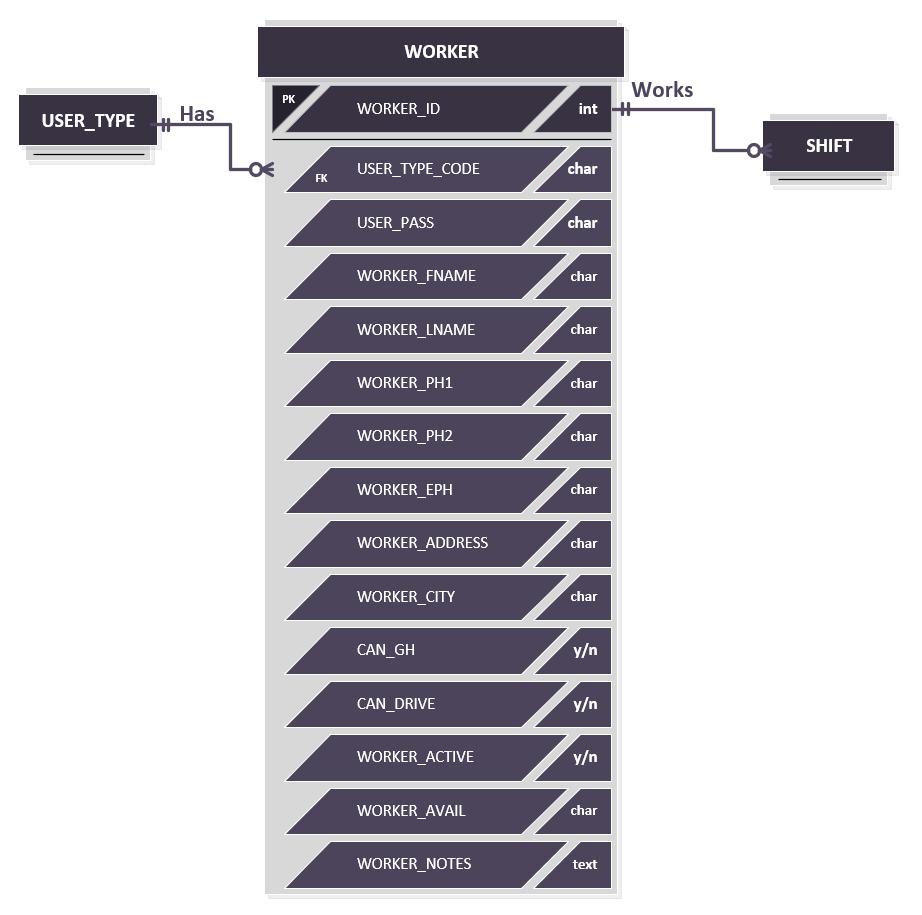 WORKER
PK WORKER_ID int
Works
USER_TYPE
Has
SHIFT
FK USER_TYPE_CODE char
USER_PASS char
WORKER_FNAME char
WORKER_LNAME char
WORKER_PH1 char
WORKER_PH2 char
WORKER_EPH char
WORKER_ADDRESS char
WORKER_CITY char
CAN_GH y/n
CAN_DRIVE y/n
WORKER_ACTIVE y/n
WORKER_AVAIL char
WORKER_NOTES text